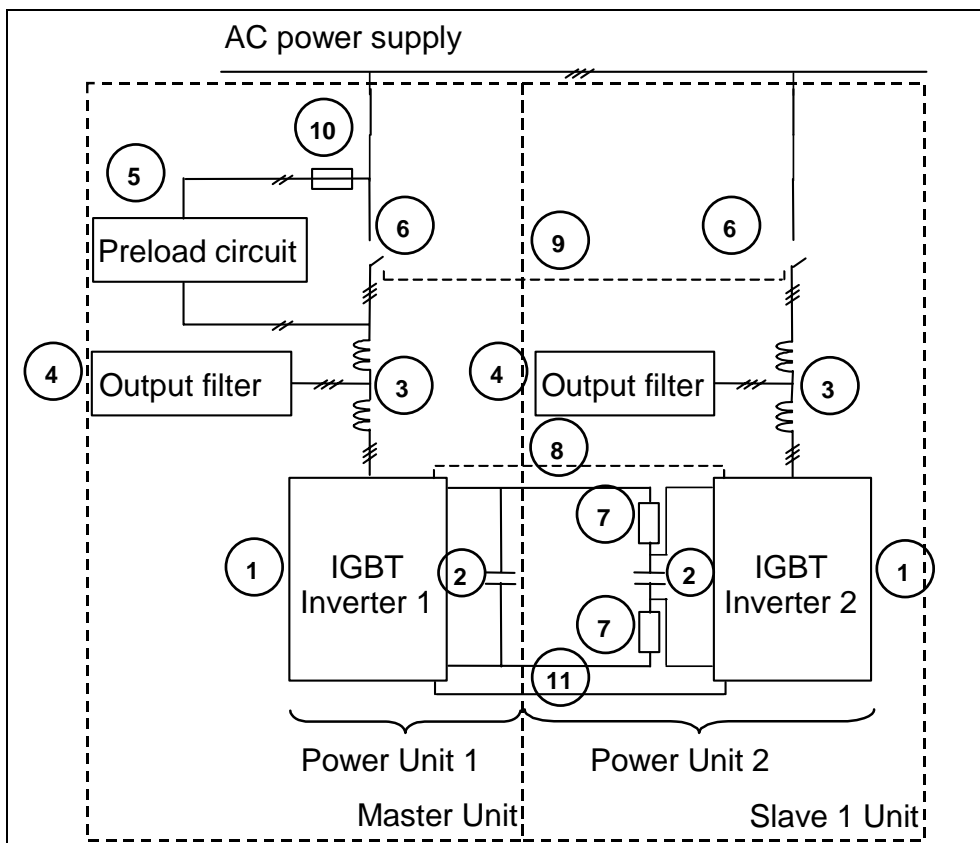 AC power supply
10
5
6
6
Preload circuit
9
4
Output filter
3
4
Output filter
3
8
7
1
IGBT
Inverter 1
2
2
IGBT
Inverter 2
1
7
11
Power Unit 1
Power Unit 2
Master Unit
Slave 1 Unit